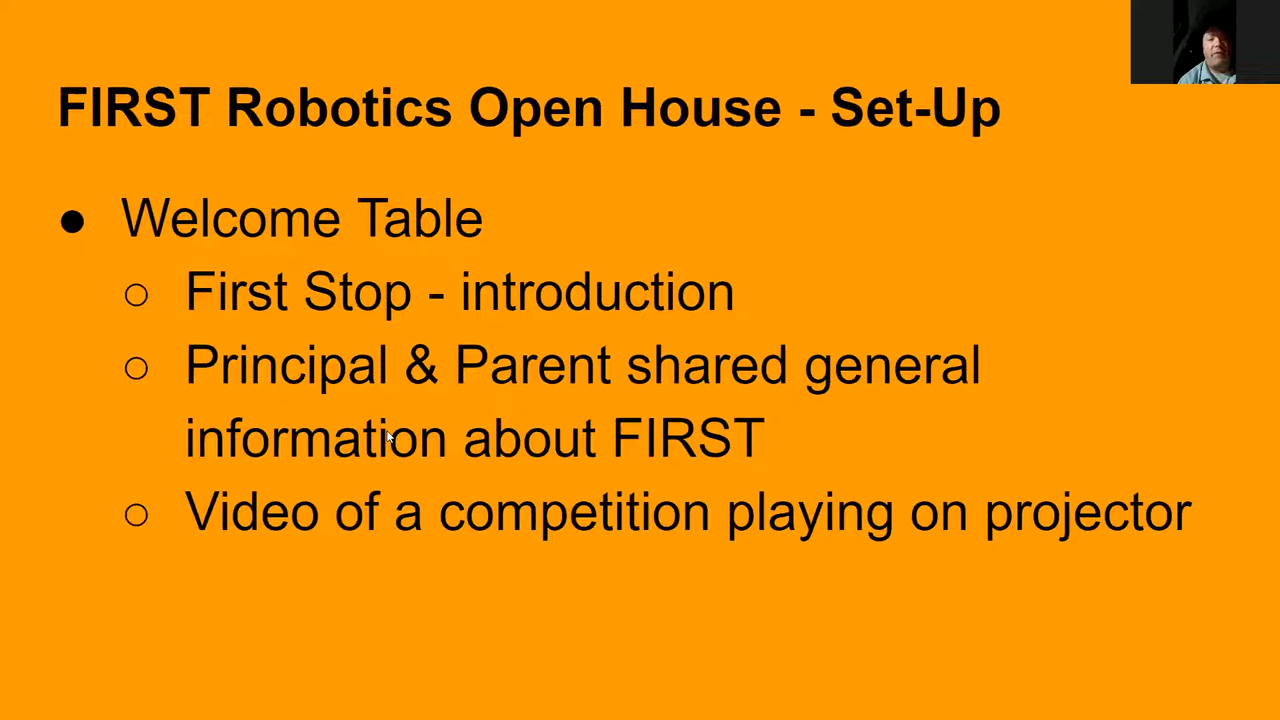 FIRST Robotics Open House - Set-Up
● Welcome Table
○ First Stop - introduction
○ Principal & Parent shared general
information about FIRST
○ Video of a competition playing on projector